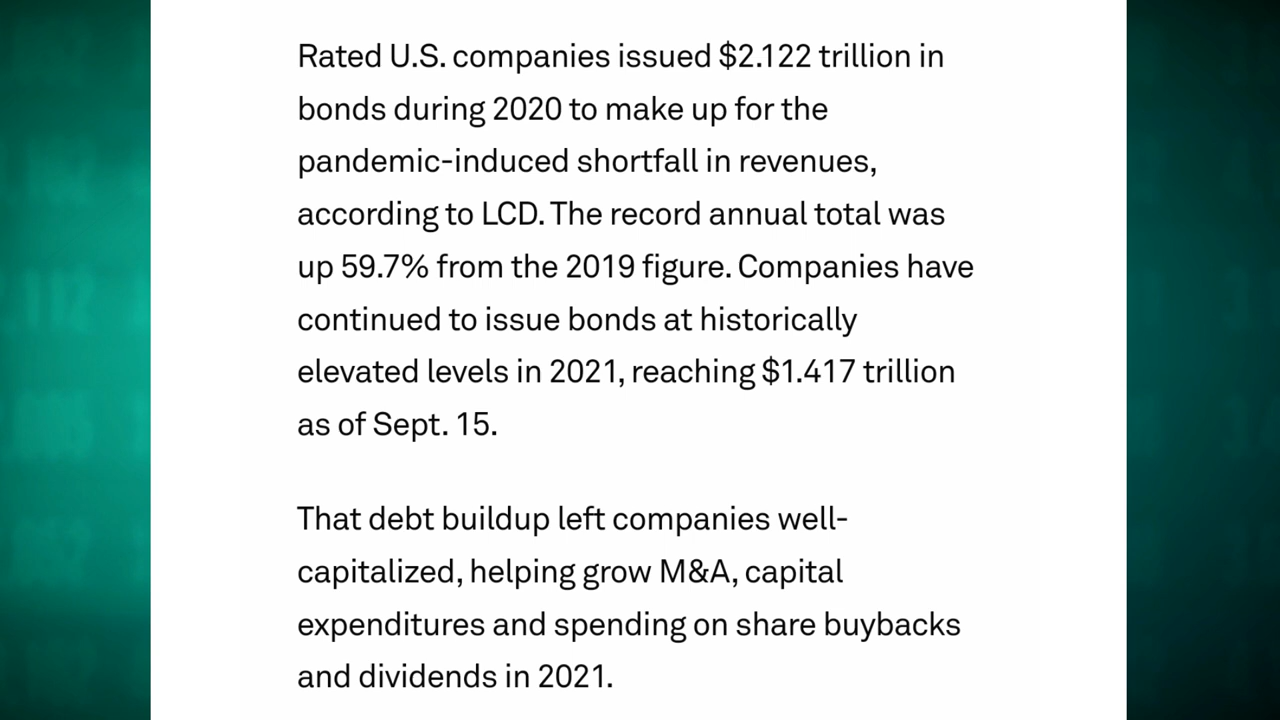 Rated U.S. companies issued $2.122 trillion in
bonds during 2020 to make up for the
pandemic-induced shortfall in revenues,
according to LCD. The record annual total was
up 59.7% from the 2019 figure. Companies have
continued to issue bonds at historically
elevated levels in 2021, reaching $1.417 trillion
as of Sept. 15.
That debt buildup left companies well-
capitalized, helping grow M&A, capital
expenditures and spending on share buybacks
and dividends in 2021.